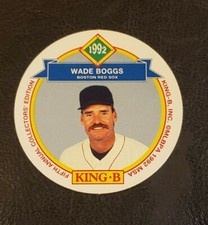 1992
WADE BOGGS
BOSTON RED SOX
FIFTH ANNUAL COLLECTORS' EDITION
KING-B, INC. ©MLBPA 1992 MSA
KING-B